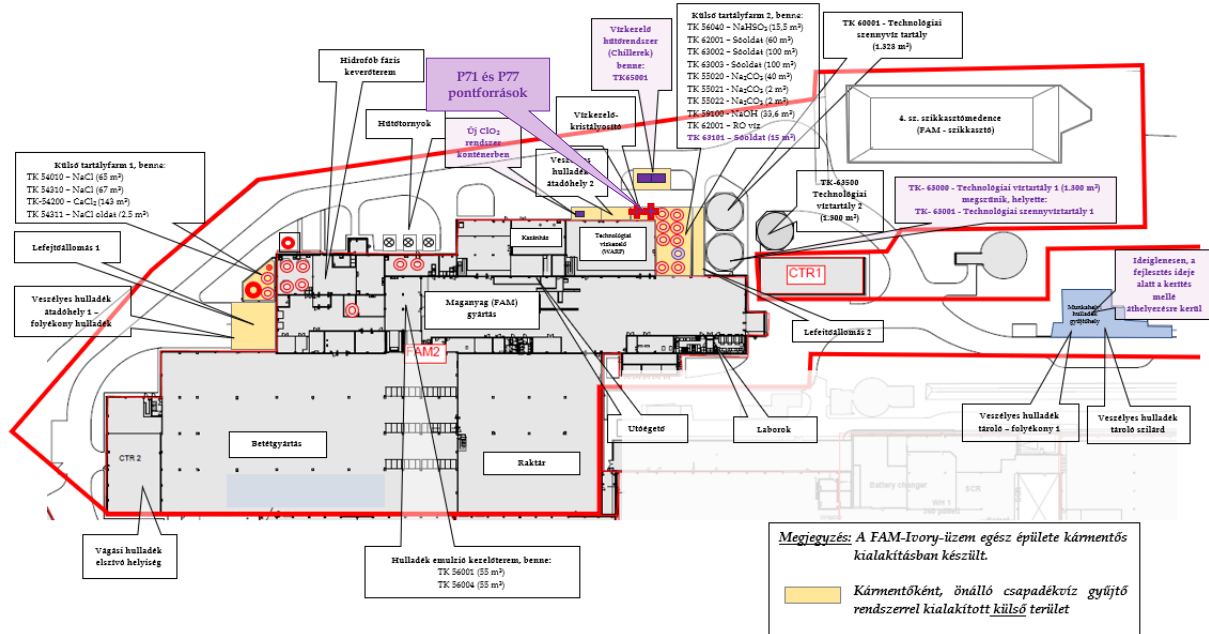 Külső tartályfarm 2, benne:
TK 56040 – NaHSO₃ (15,5 m³)
TK 62001 – Sóoldat (60 m³)
TK 63002 – Sóoldat (100 m³)
TK 63003 - Sóoldat (100 m³)
TK 55020 - Na₂CO₃ (40 m³)
TK 55021 - Na₂CO₃ (2 m³)
TK 55022 – Na₂CO₃ (2 m³)
TK 59100 - NaOH (33,6 m³)
TK 62001 – RO víz
TK 63101 – Sóoldat (15 m³)
TK 60001 - Technológiai
szennyvíz tartály
(1.323 m³)
Vízkezelő
hűtőrendszer
(Chillerek)
benne:
TK65001
Hidrofób fázis
keverőterem
P71 és P77
pontforrások
Hűtőtornyok
Új ClO₂
rendszer
konténerben
Vízkezelő-
kristályosító
Veszélyes
hulladék
átadóhely 2
4. sz. szikkasztómedence
(FAM - szikkasztó)
Külső tartályfarm 1, benne:
TK 54010 – NaCl (65 m³)
TK 54310 – NaCl (67 m³)
TK-54200 – CaCl₂ (143 m³)
TK 54311 – NaCl oldat (2.5 m³)
TK-63500
Technológiai
víztartály 2
(1.300 m³)
TK- 63000 - Technológiai víztartály 1 (1.300 m³)
megszűnik, helyette:
TK- 63001 - Technológiai szennyvíztartály 1
Lefejtőállomás 1
Kazánház
Technológiai
vízkezelő
(WARP)
CTR1
Ideiglenesen, a
fejlesztés ideje
alatt a kerítés
mellé
áthelyezésre kerül
Veszélyes hulladék
átadóhely 1 –
folyékony hulladék
Maganyag (FAM)
gyártás
Munkahelyi
hulladék
gyűjtőhely
Lefejtőállomás 2
FAM2
Betétgyártás
Utóégető
Laborok
Veszélyes hulladék
tároló – folyékony 1
Veszélyes hulladék
tároló szilárd
CTR 2
Raktár
Battery changer
SCR
WH 1
Vágási hulladék
elszívó helyiség
Hulladék emulzió kezelőterem, benne:
TK 56001 (55 m³)
TK 56004 (55 m³)
Megjegyzés: A FAM-Ivory-üzem egész épülete kármentős
kialakításban készült.
Kármentőként, önálló csapadékvíz gyűjtő
rendszerrel kialakított külső terület